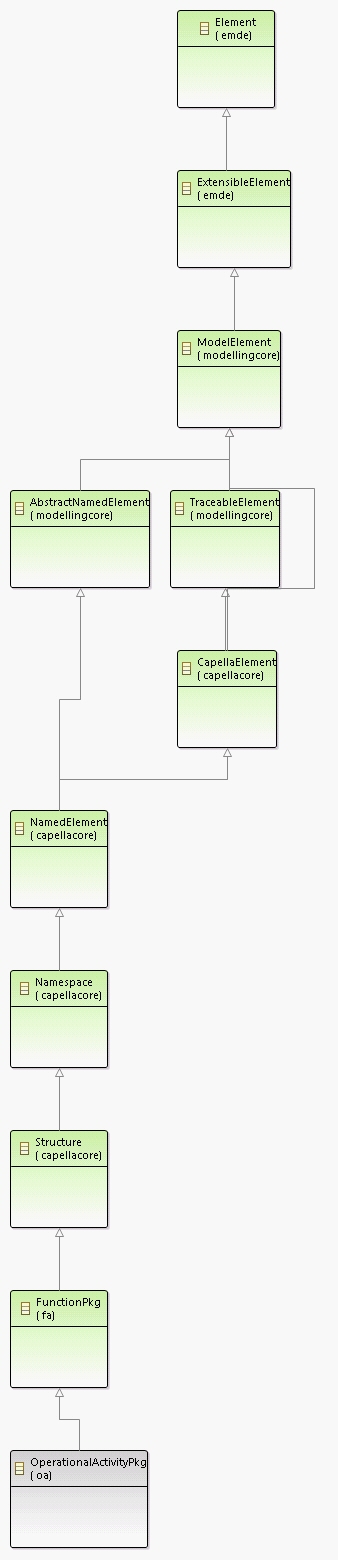 Element
( emde)
ExtensibleElement
( emde)
ModelElement
( modellingcore)
AbstractNamedElement
( modellingcore)
TraceableElement
( modellingcore)
CapellaElement
( capellacore)
NamedElement
( capellacore)
Namespace
( capellacore)
Structure
( capellacore)
FunctionPkg
( fa)
OperationalActivityPkg
( oa)